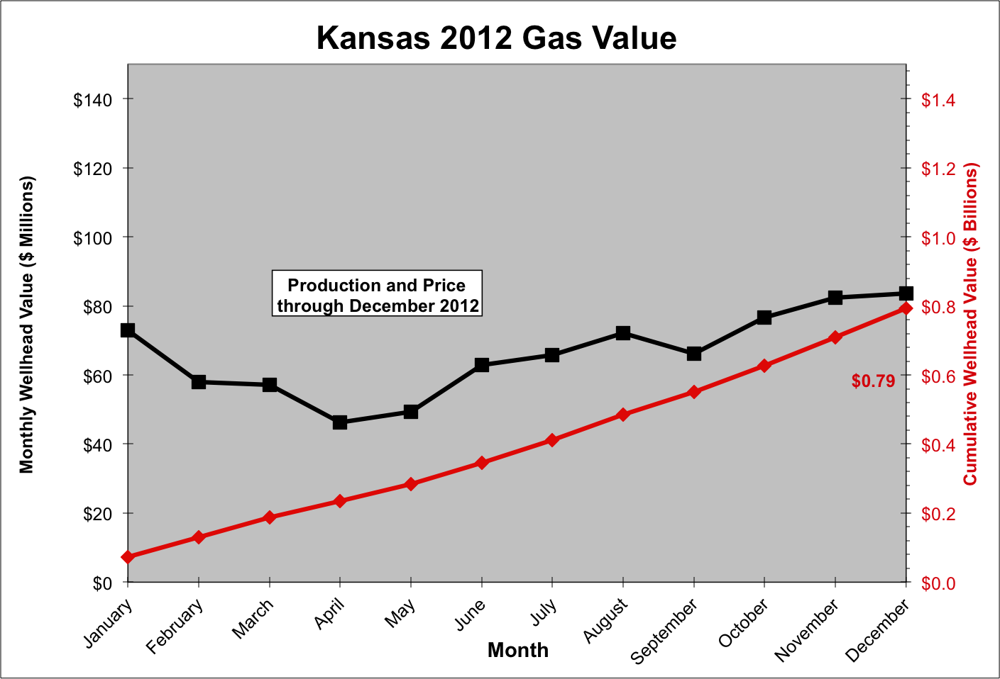 Kansas 2012 Gas Value
$140
$120
$100
$80
$60
$40
$20
$0
Monthly Wellhead Value ($ Millions)
Production and Price
through December 2012
$0.79
$1.4
$1.2
$1.0
$0.8
$0.6
$0.4
$0.2
$0.0
Cumulative Wellhead Value ($ Billions)
January
February
March
April
May
June
July
August
September
October
November
December
Month